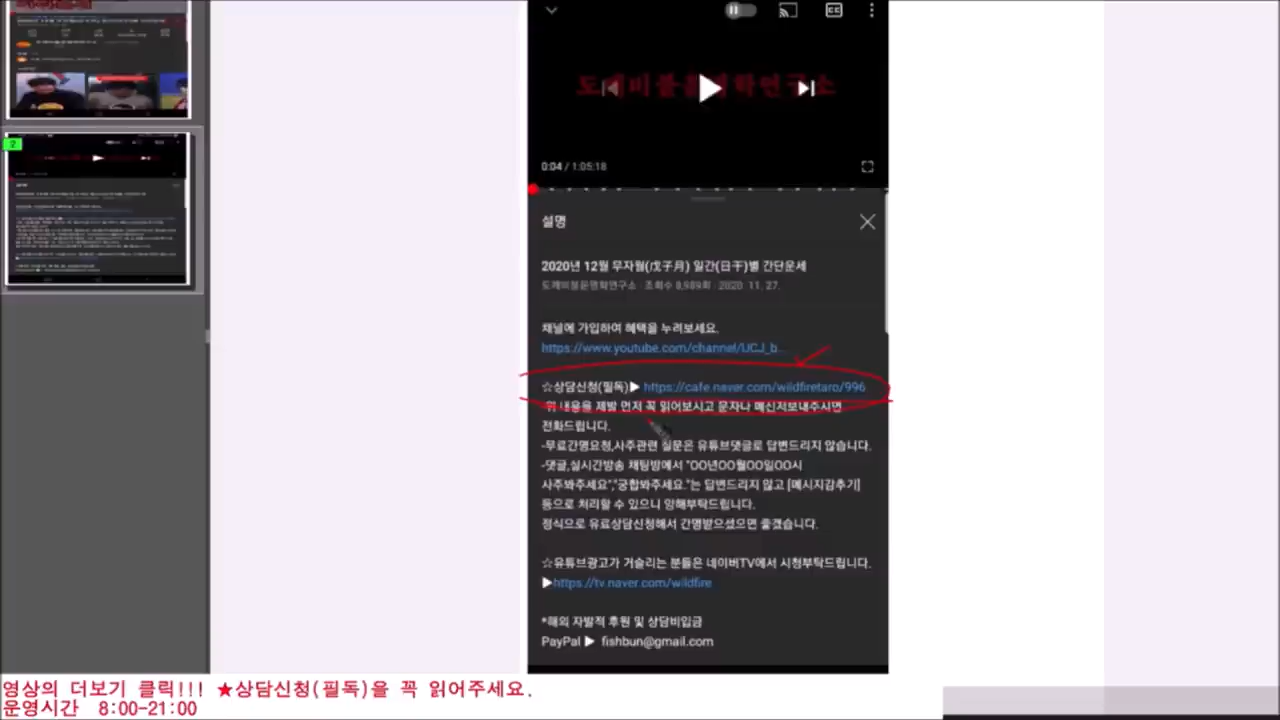 도깨비불운명학연구소
0:04 / 1:05:18
설명
2020년 12월 무자월(戊子月) 일간(日干)별 간단운세
도깨비불운명학연구소 · 조회수 8,989회 · 2020. 11. 27.
채널에 가입하여 혜택을 누려보세요.
https://www.youtube.com/channel/UCJ_b...
☆상담신청(필독)▶ https://cafe.naver.com/wildfiretaro/996
위 내용을 제발 먼저 꼭 읽어보시고 문자나 메신저보내주시면
전화드립니다.
-무료간명요청,사주관련 질문은 유튜브댓글로 답변드리지 않습니다.
-댓글,실시간방송 채팅방에서 "OO년OO월OO일OO시
사주봐주세요","궁합봐주세요."는 답변드리지 않고 [메시지감추기]
등으로 처리할 수 있으니 양해부탁드립니다.
정식으로 유료상담신청해서 간명받으셨으면 좋겠습니다.
☆유튜브광고가 거슬리는 분들은 네이버TV에서 시청부탁드립니다.
▶https://tv.naver.com/wildfire
*해외 자발적 후원 및 상담비입금
PayPal ▶ fishbun@gmail.com
2
영상의 더보기 클릭!!! ★상담신청(필독)을 꼭 읽어주세요.
운영시간 8:00-21:00